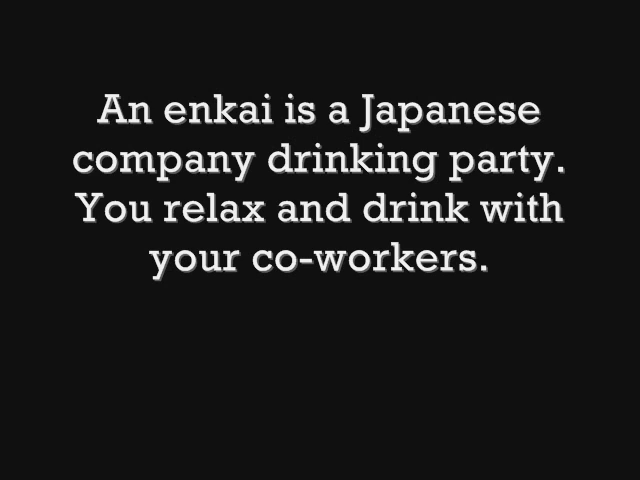 An enkai is a Japanese
company drinking party.
You relax and drink with
your co-workers.